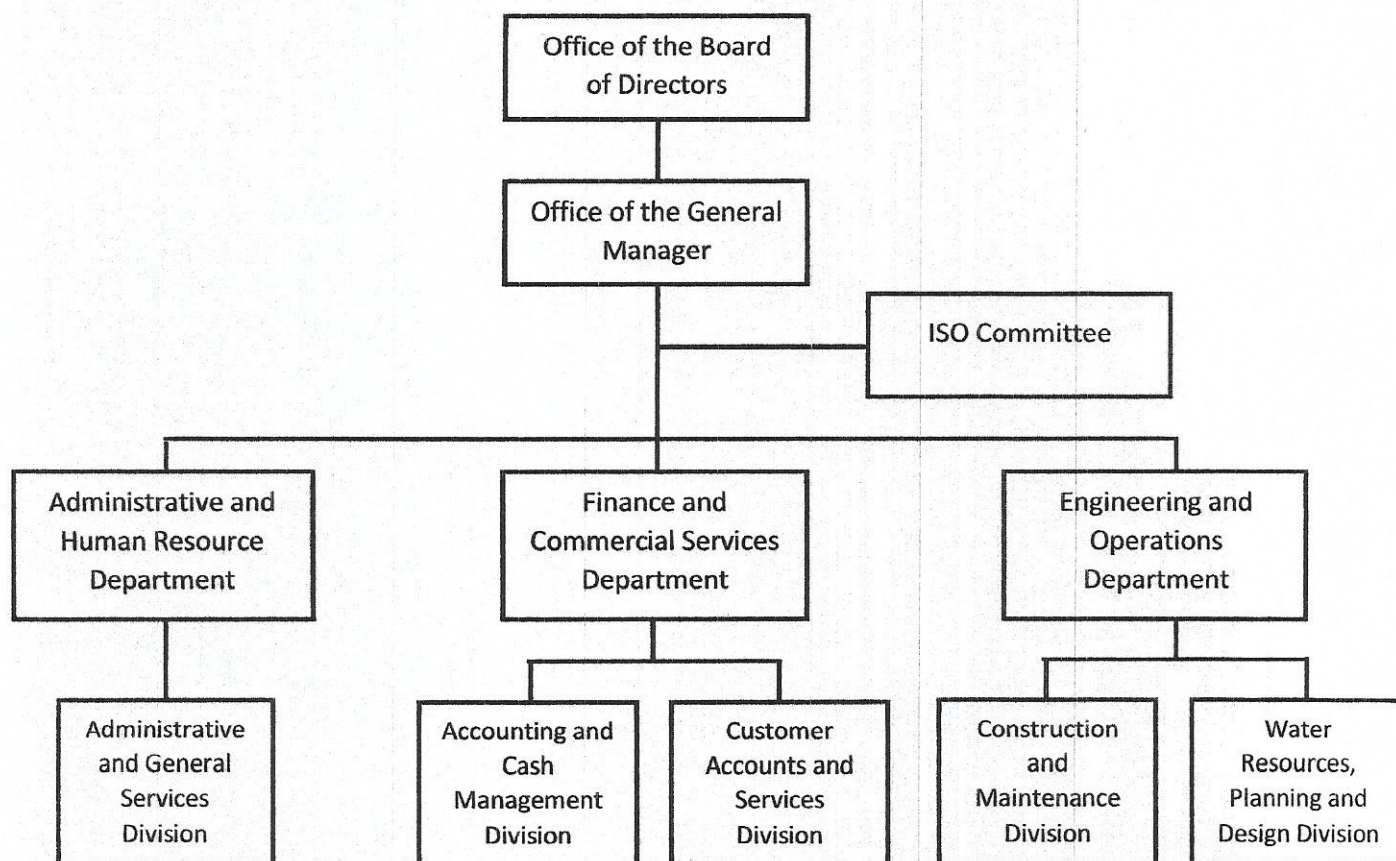 Office of the Board
of Directors
Office of the General
Manager
ISO Committee
Administrative and
Human Resource
Department
Finance and
Commercial Services
Department
Engineering and
Operations
Department
Administrative
and General
Services
Division
Accounting and
Cash
Management
Division
Customer
Accounts and
Services
Division
Construction
and
Maintenance
Division
Water
Resources,
Planning and
Design Division